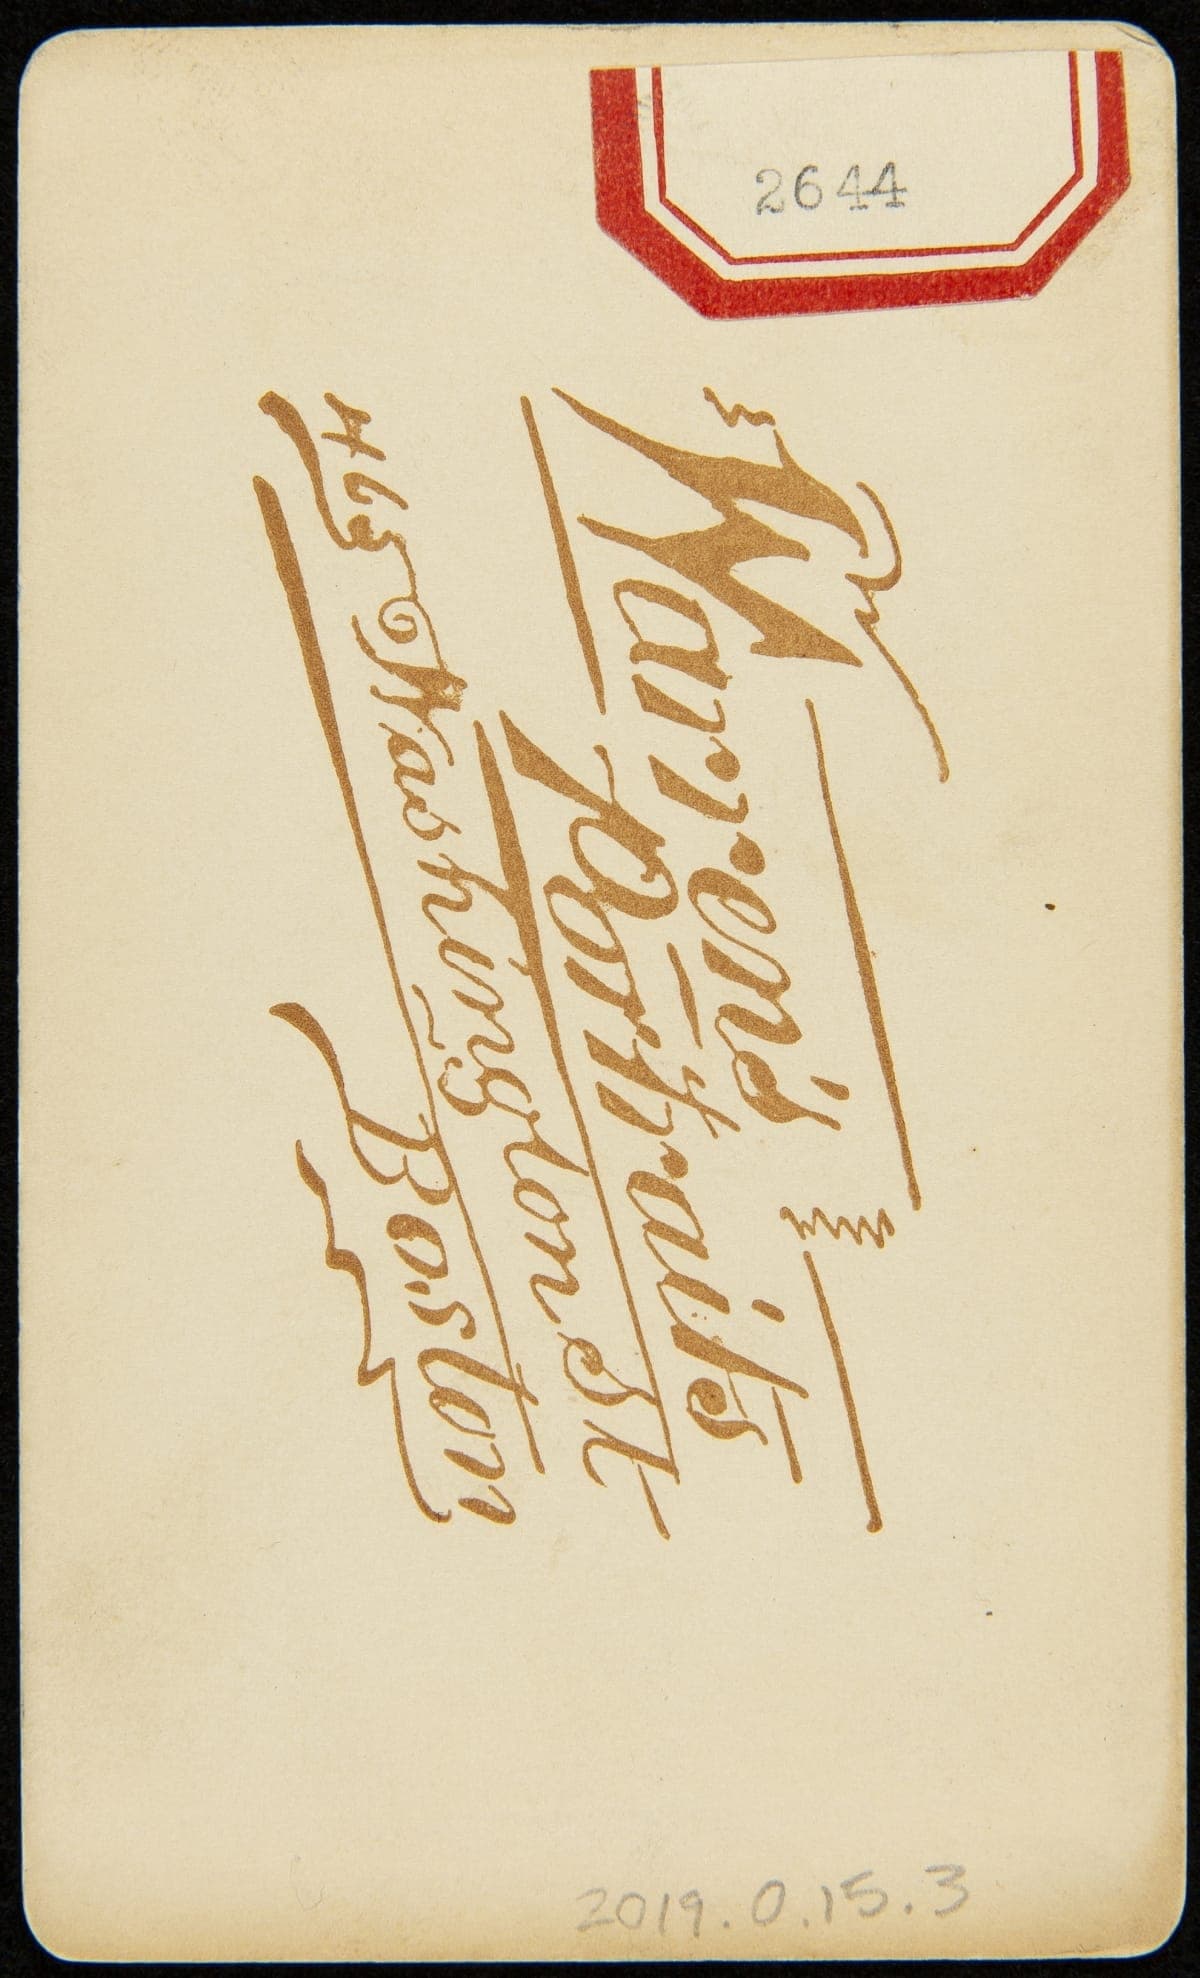 2644
Warren's
Portraits
465 Washington St
Boston
2019.0.15.3